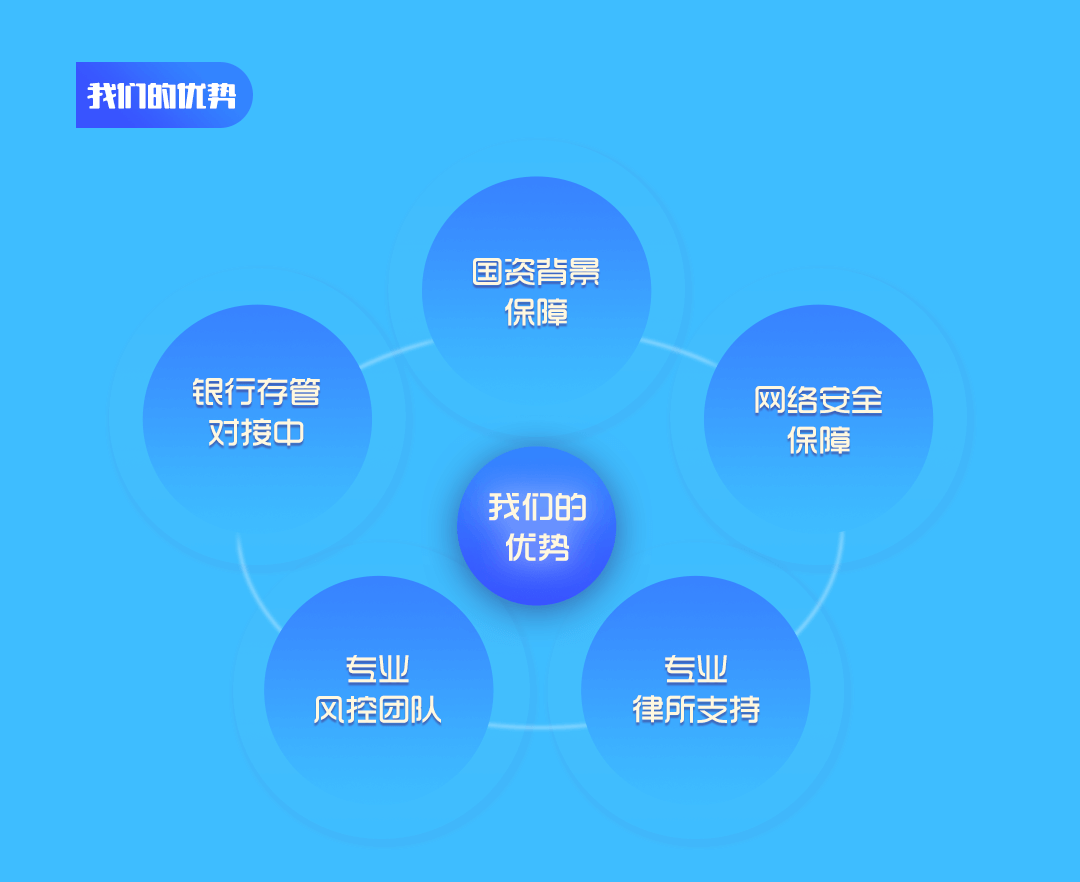 我们的优势
国资背景
保障
银行存管
对接中
网络安全
保障
我们的
优势
专业
风控团队
专业
律所支持